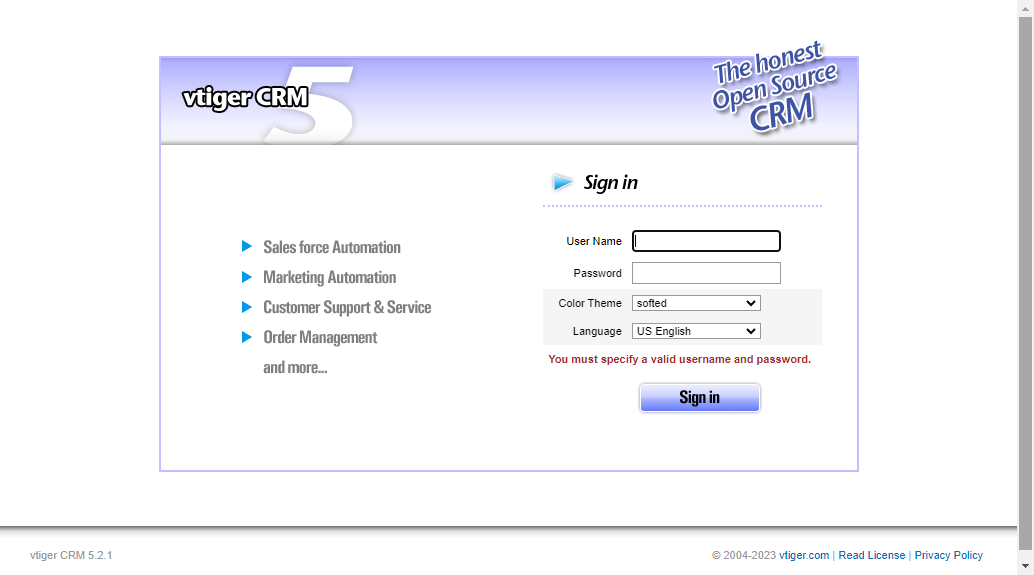 vtiger CRM 5
The honest
Open Source
CRM
Sign in
Sales force Automation
Marketing Automation
Customer Support & Service
Order Management
and more...
User Name
Password
Color Theme softed
Language US English
You must specify a valid username and password.
Sign in
vtiger CRM 5.2.1
© 2004-2023 vtiger.com | Read License | Privacy Policy